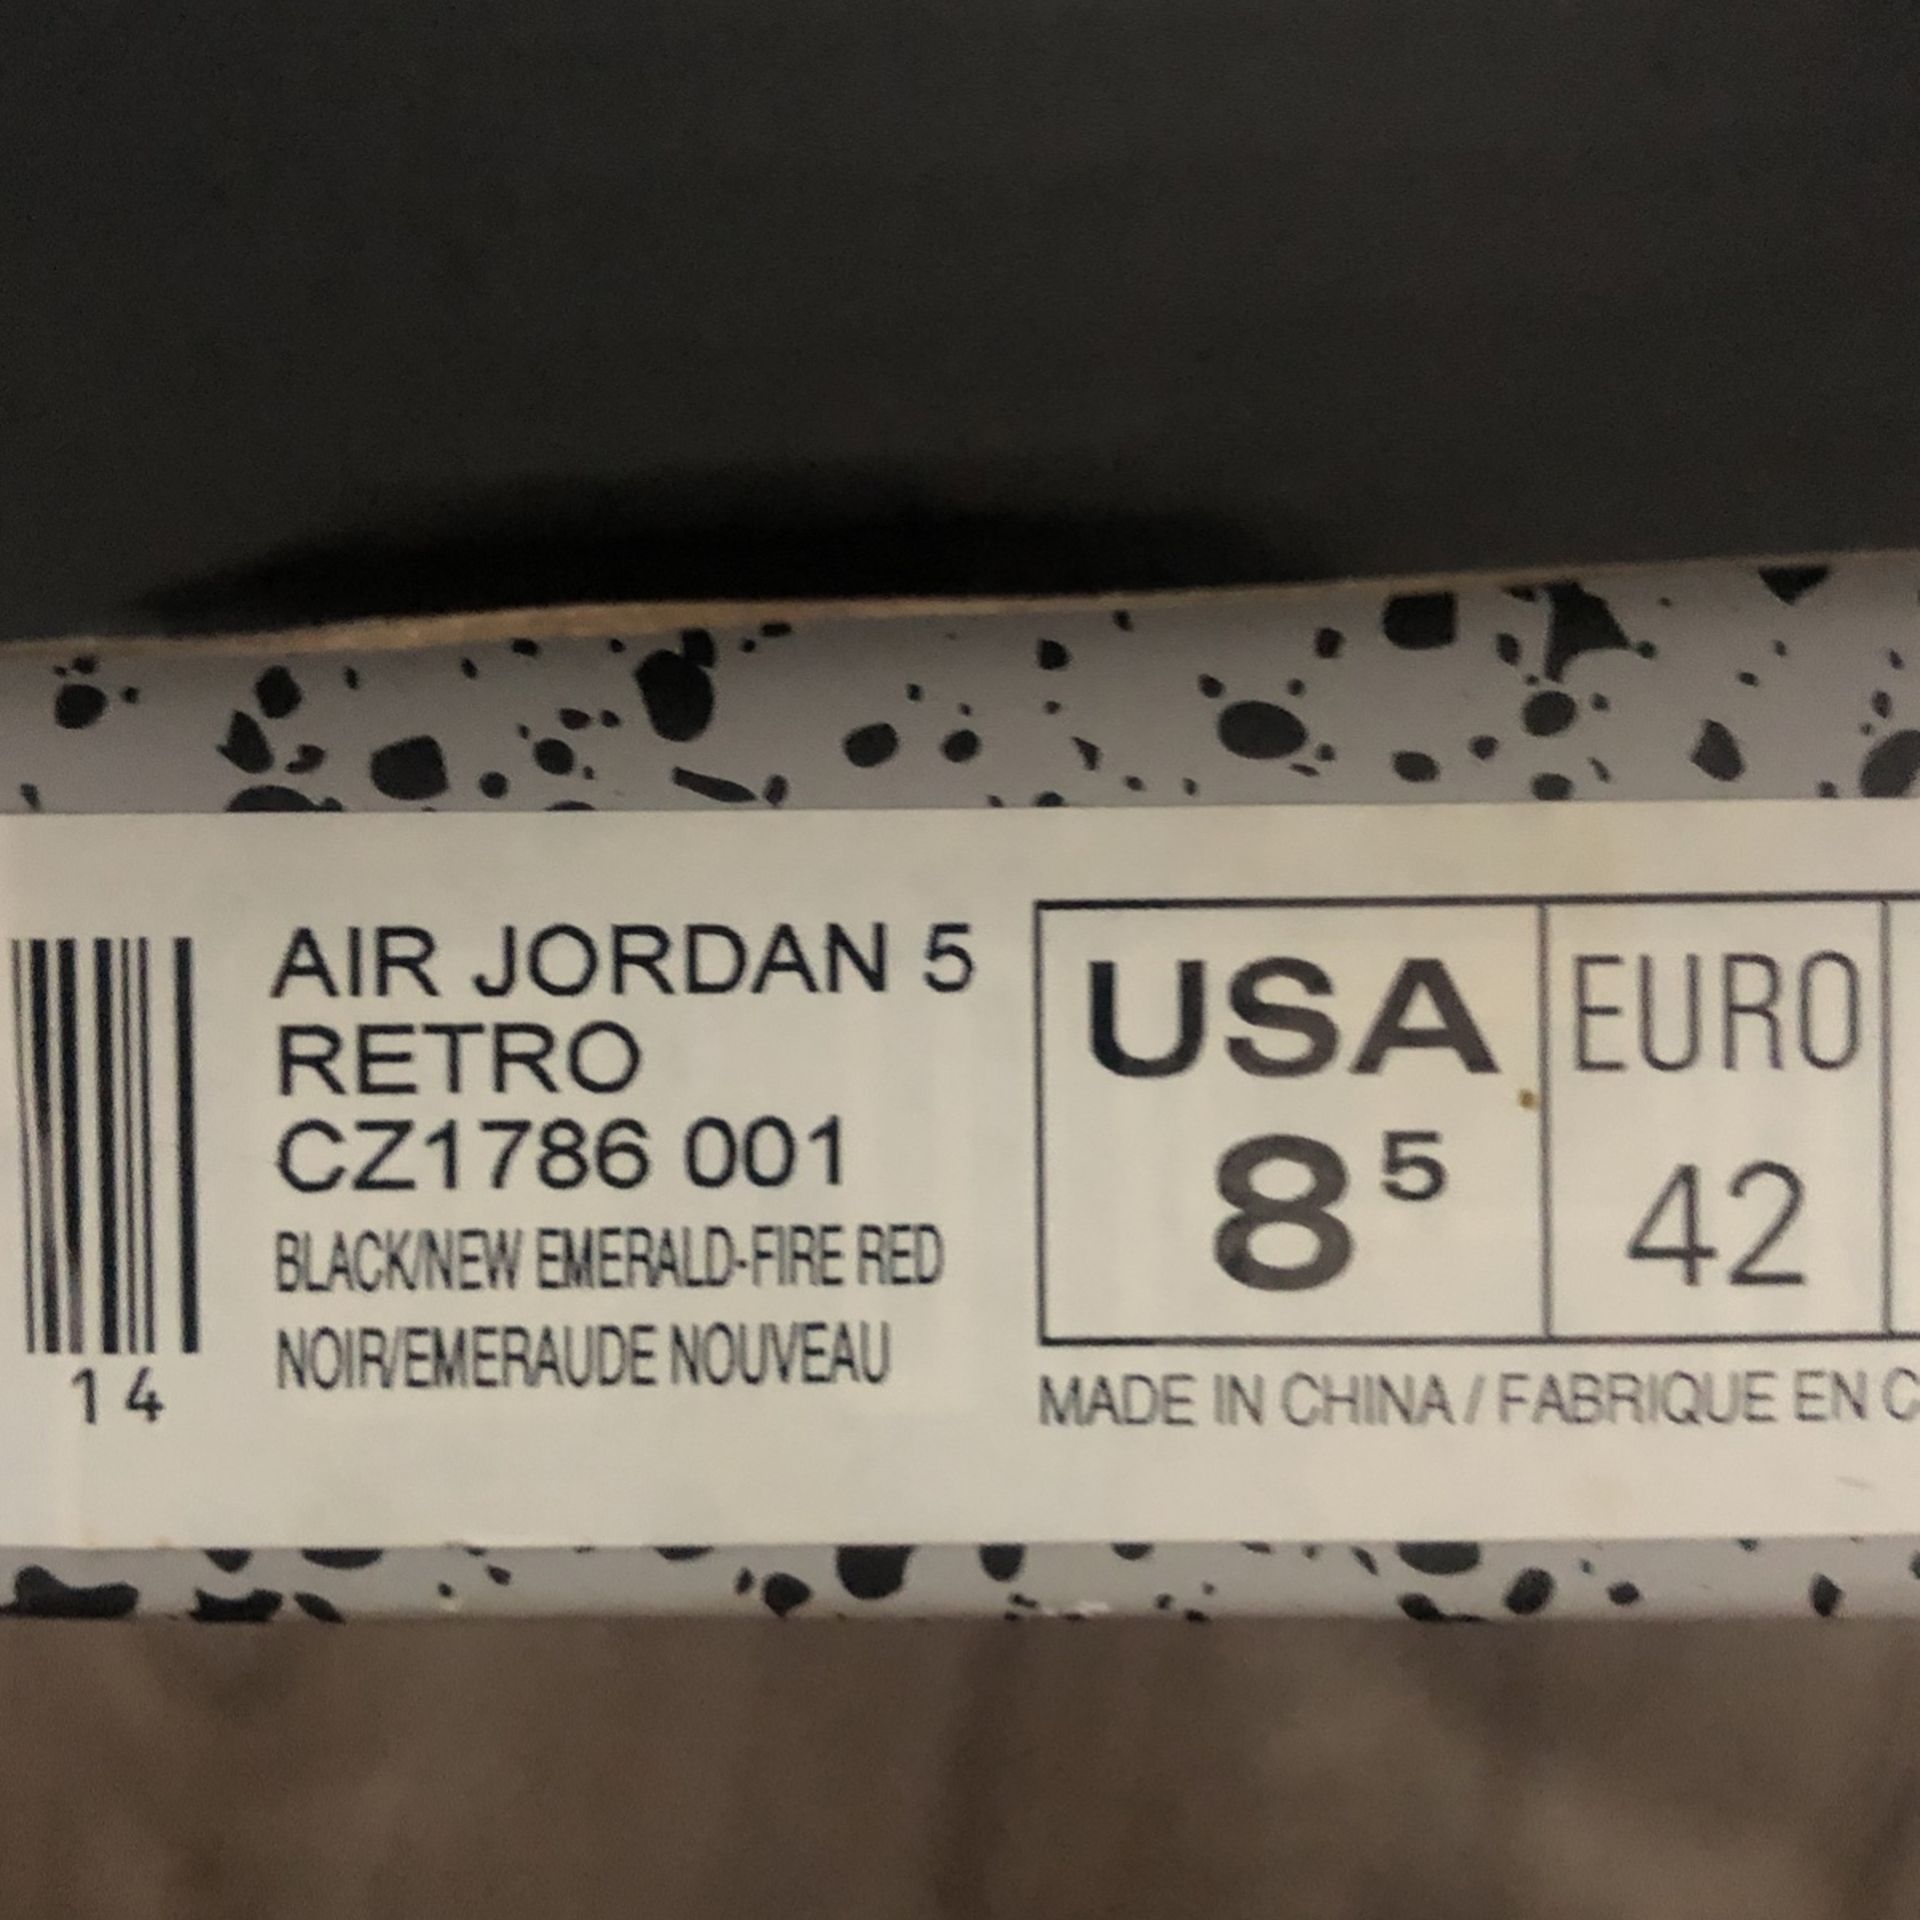 AIR JORDAN 5
RETRO
CZ1786 001
BLACK/NEW EMERALD-FIRE RED
NOIR/EMERAUDE NOUVEAU
14
USA
8 5
EURO
42
MADE IN CHINA / FABRIQUE EN C